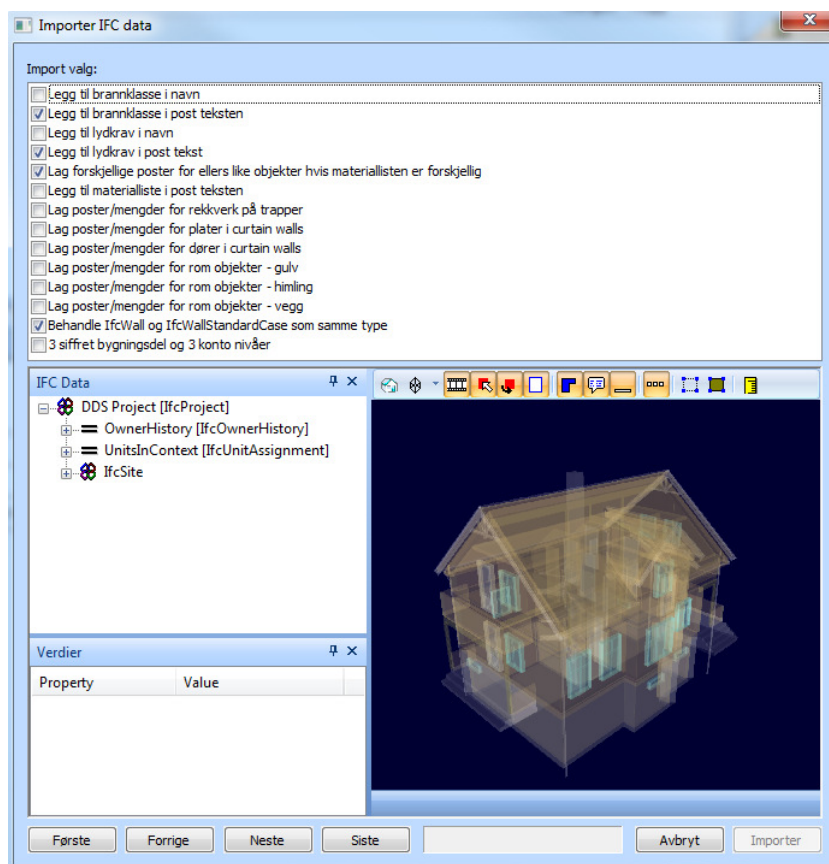 Importer IFC data
Import valg:
Legg til brannklasse i navn
Legg til brannklasse i post teksten
Legg til lydkrav i navn
Legg til lydkrav i post tekst
Lag forskjellige poster for ellers like objekter hvis materiallisten er forskjellig
Legg til materialliste i post teksten
Lag poster/mengder for rekkverk på trapper
Lag poster/mengder for plater i curtain walls
Lag poster/mengder for dører i curtain walls
Lag poster/mengder for rom objekter - gulv
Lag poster/mengder for rom objekter - himling
Lag poster/mengder for rom objekter - vegg
Behandle IfcWall og IfcWallStandardCase som samme type
3 siffret bygningsdel og 3 konto nivåer
IFC Data
DDS Project [IfcProject]
OwnerHistory [IfcOwnerHistory]
UnitsInContext [IfcUnitAssignment]
IfcSite
Verdier
Property Value
Første Forrige Neste Siste Avbryt Importer